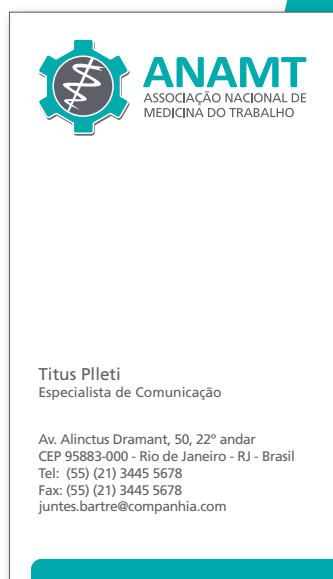 ANAMT
ASSOCIAÇÃO NACIONAL DE
MEDICINA DO TRABALHO
Titus Plleti
Especialista de Comunicação
Av. Alinctus Dramant, 50, 22º andar
CEP 95883-000 - Rio de Janeiro - RJ - Brasil
Tel: (55) (21) 3445 5678
Fax: (55) (21) 3445 5678
juntes.bartre@companhia.com